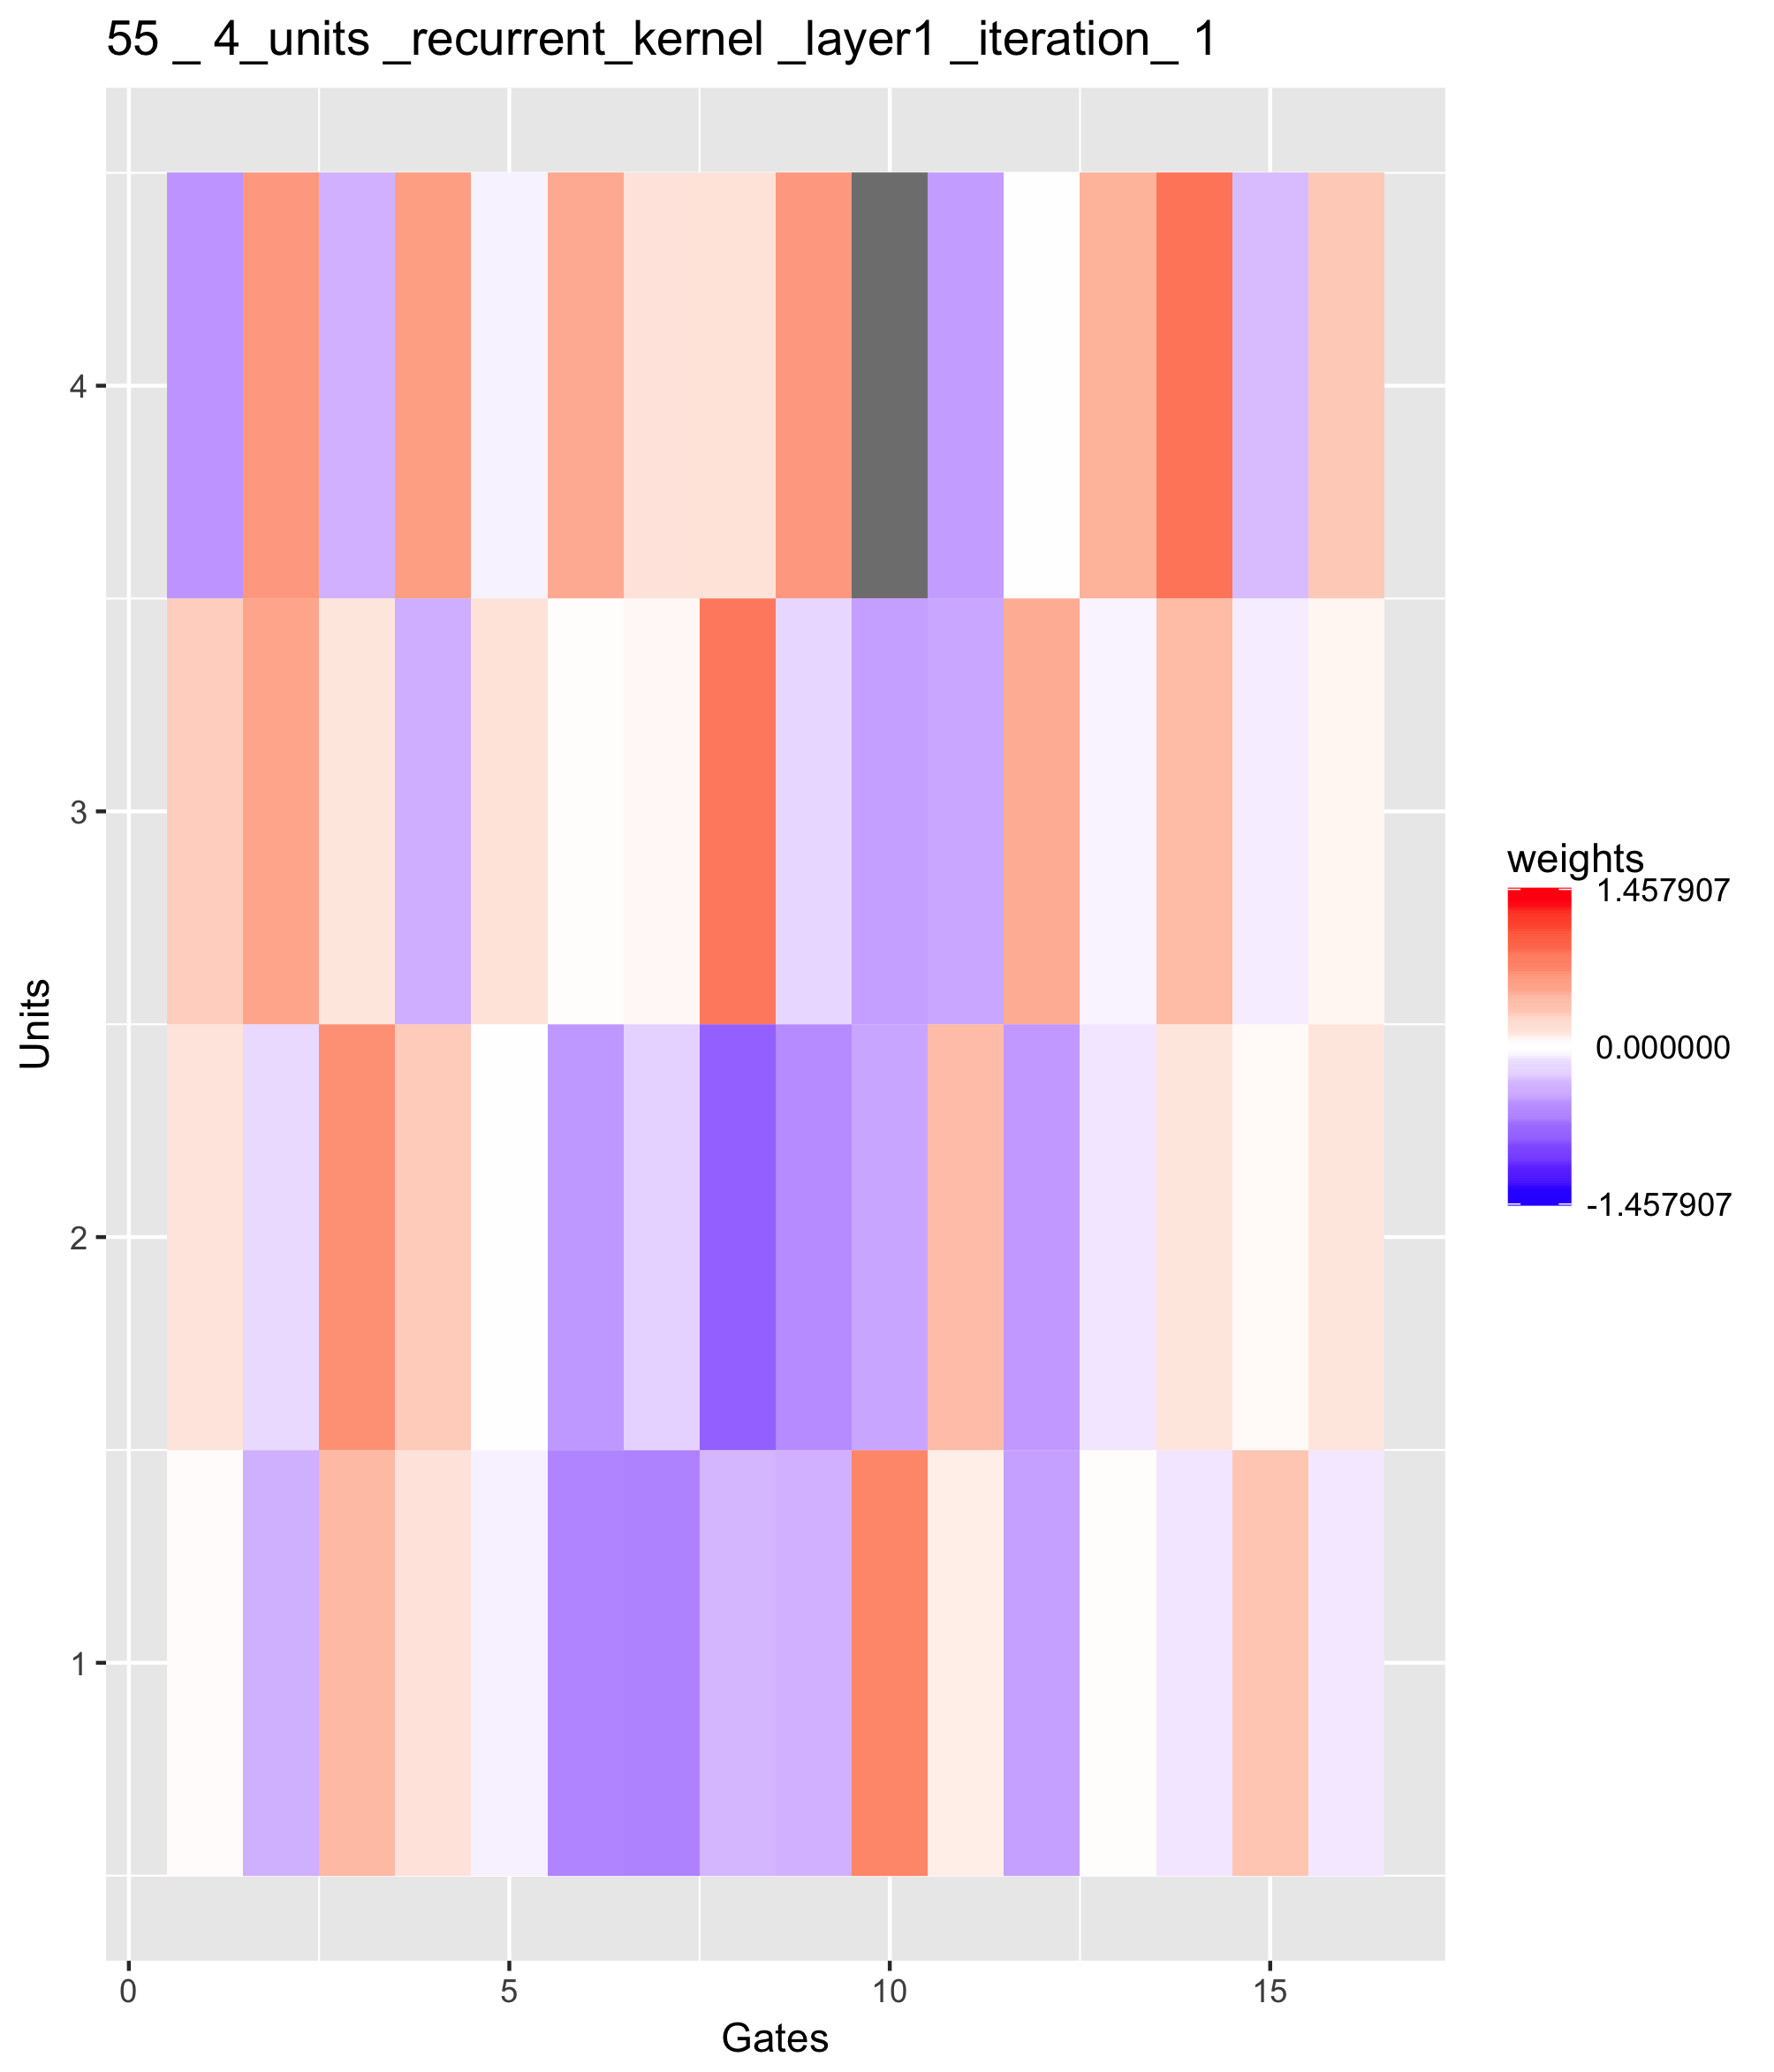 55 _ 4_units _recurrent_kernel _layer1 _iteration_ 1
Units
4
3
2
1
0 5 10 15
Gates
weights
1.457907
0.000000
-1.457907